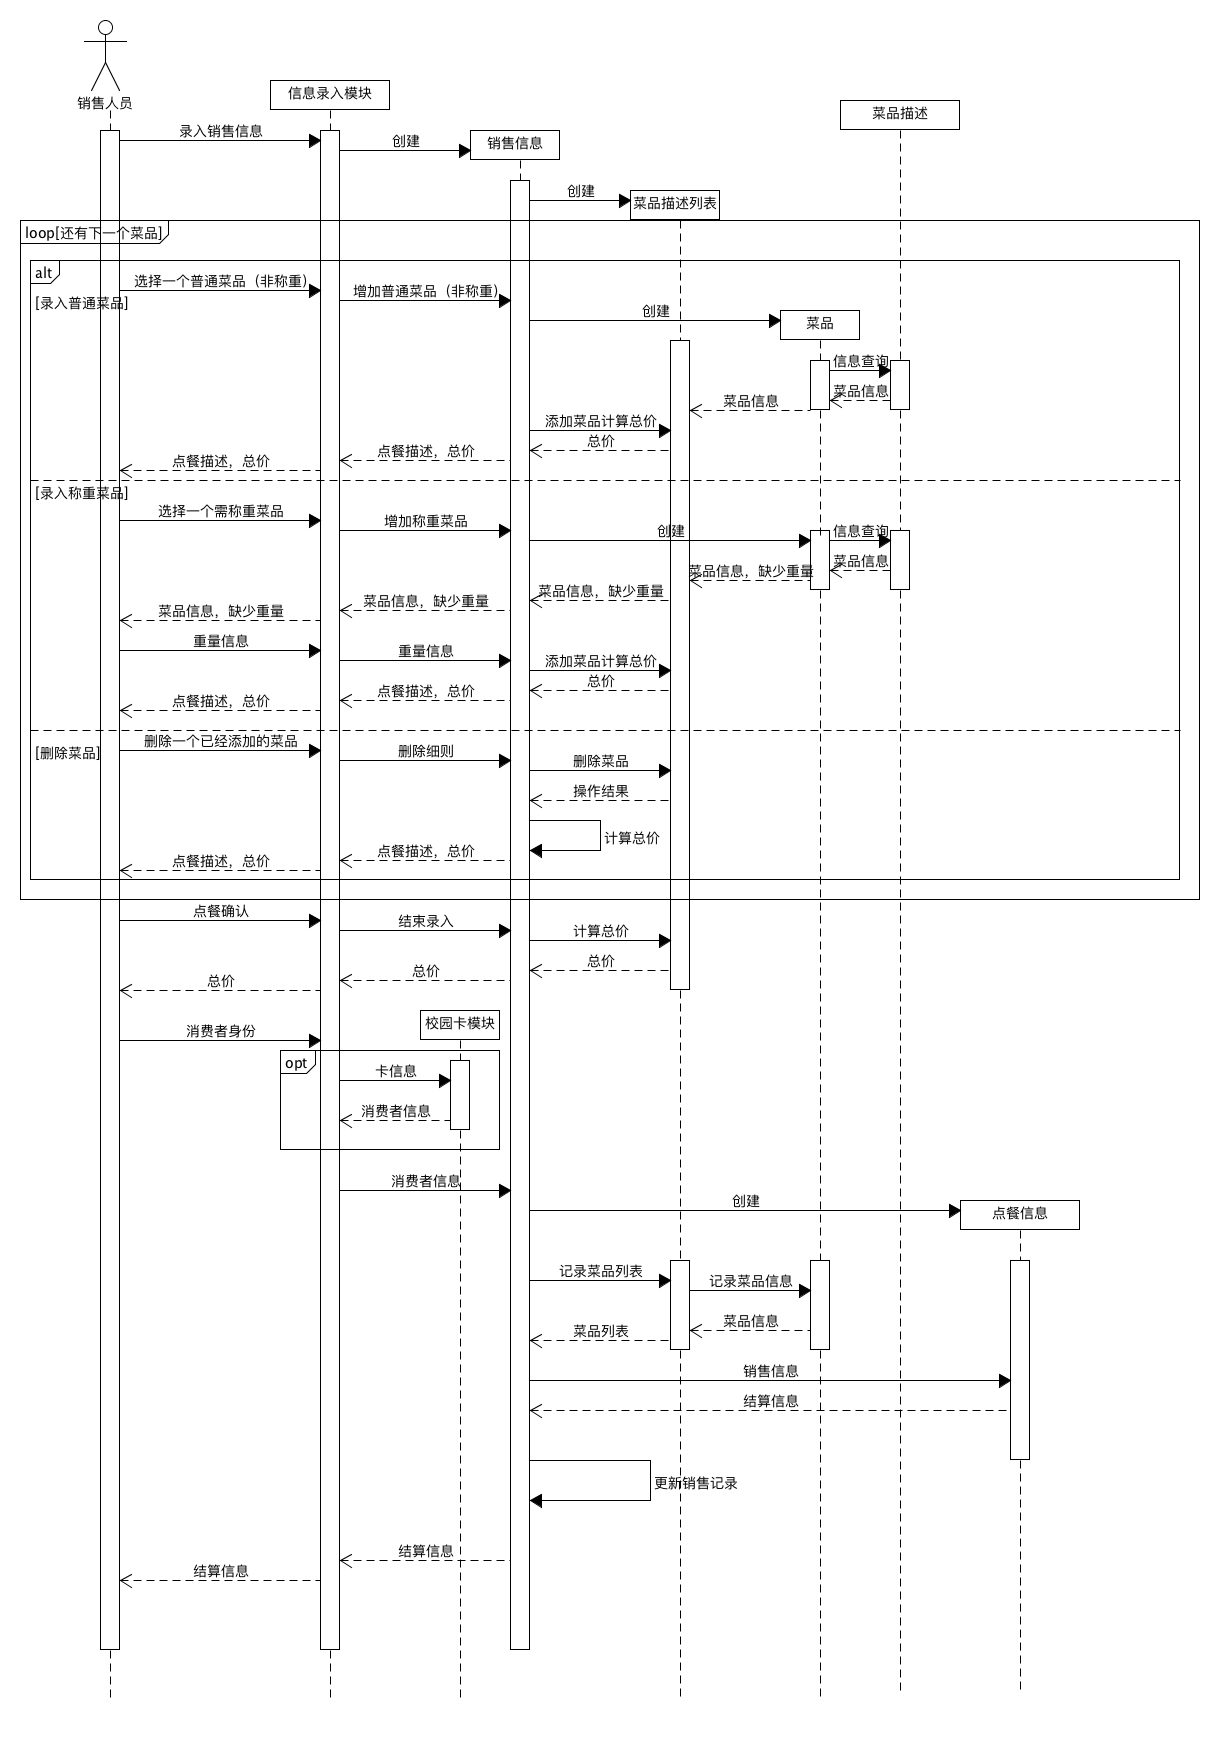 销售人员
信息录入模块
菜品描述
录入销售信息
创建
销售信息
创建
菜品描述列表
loop[还有下一个菜品]
alt
选择一个普通菜品（非称重）
增加普通菜品（非称重）
[录入普通菜品]
创建
菜品
信息查询
菜品信息
菜品信息
添加菜品计算总价
总价
点餐描述，总价
点餐描述，总价
[录入称重菜品]
选择一个需称重菜品
增加称重菜品
创建
信息查询
菜品信息
菜品信息，缺少重量
菜品信息，缺少重量
菜品信息，缺少重量
菜品信息，缺少重量
重量信息
重量信息
添加菜品计算总价
总价
点餐描述，总价
点餐描述，总价
[删除菜品]
删除一个已经添加的菜品
删除细则
删除菜品
操作结果
计算总价
点餐描述，总价
点餐描述，总价
点餐确认
结束录入
计算总价
总价
总价
总价
消费者身份
校园卡模块
opt
卡信息
消费者信息
消费者信息
创建
点餐信息
记录菜品列表
记录菜品信息
菜品信息
菜品列表
销售信息
结算信息
更新销售记录
结算信息
结算信息